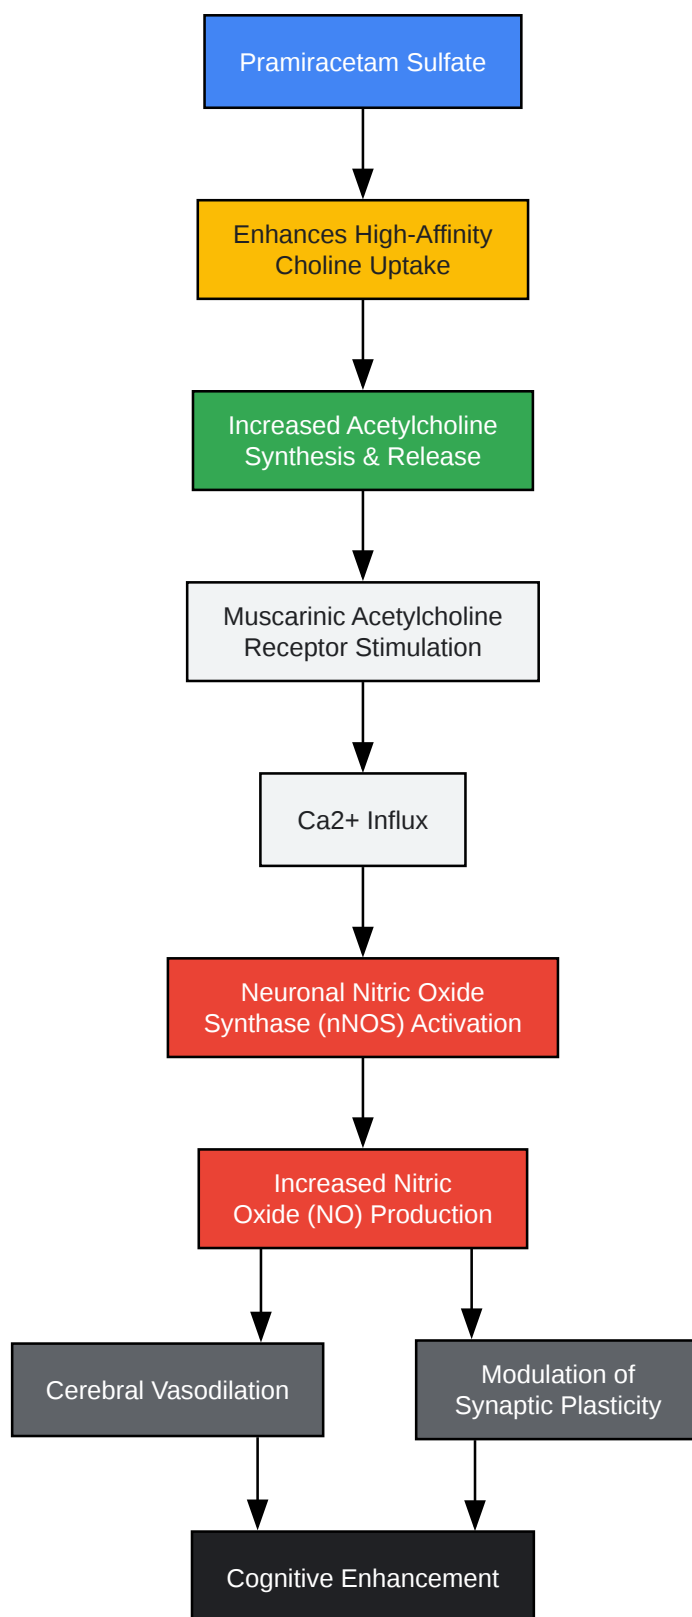 Pramiracetam Sulfate
Enhances High-Affinity
Choline Uptake
Increased Acetylcholine
Synthesis & Release
Muscarinic Acetylcholine
Receptor Stimulation
Ca2+ Influx
Neuronal Nitric Oxide
Synthase (nNOS) Activation
Increased Nitric
Oxide (NO) Production
Cerebral Vasodilation
Modulation of
Synaptic Plasticity
Cognitive Enhancement